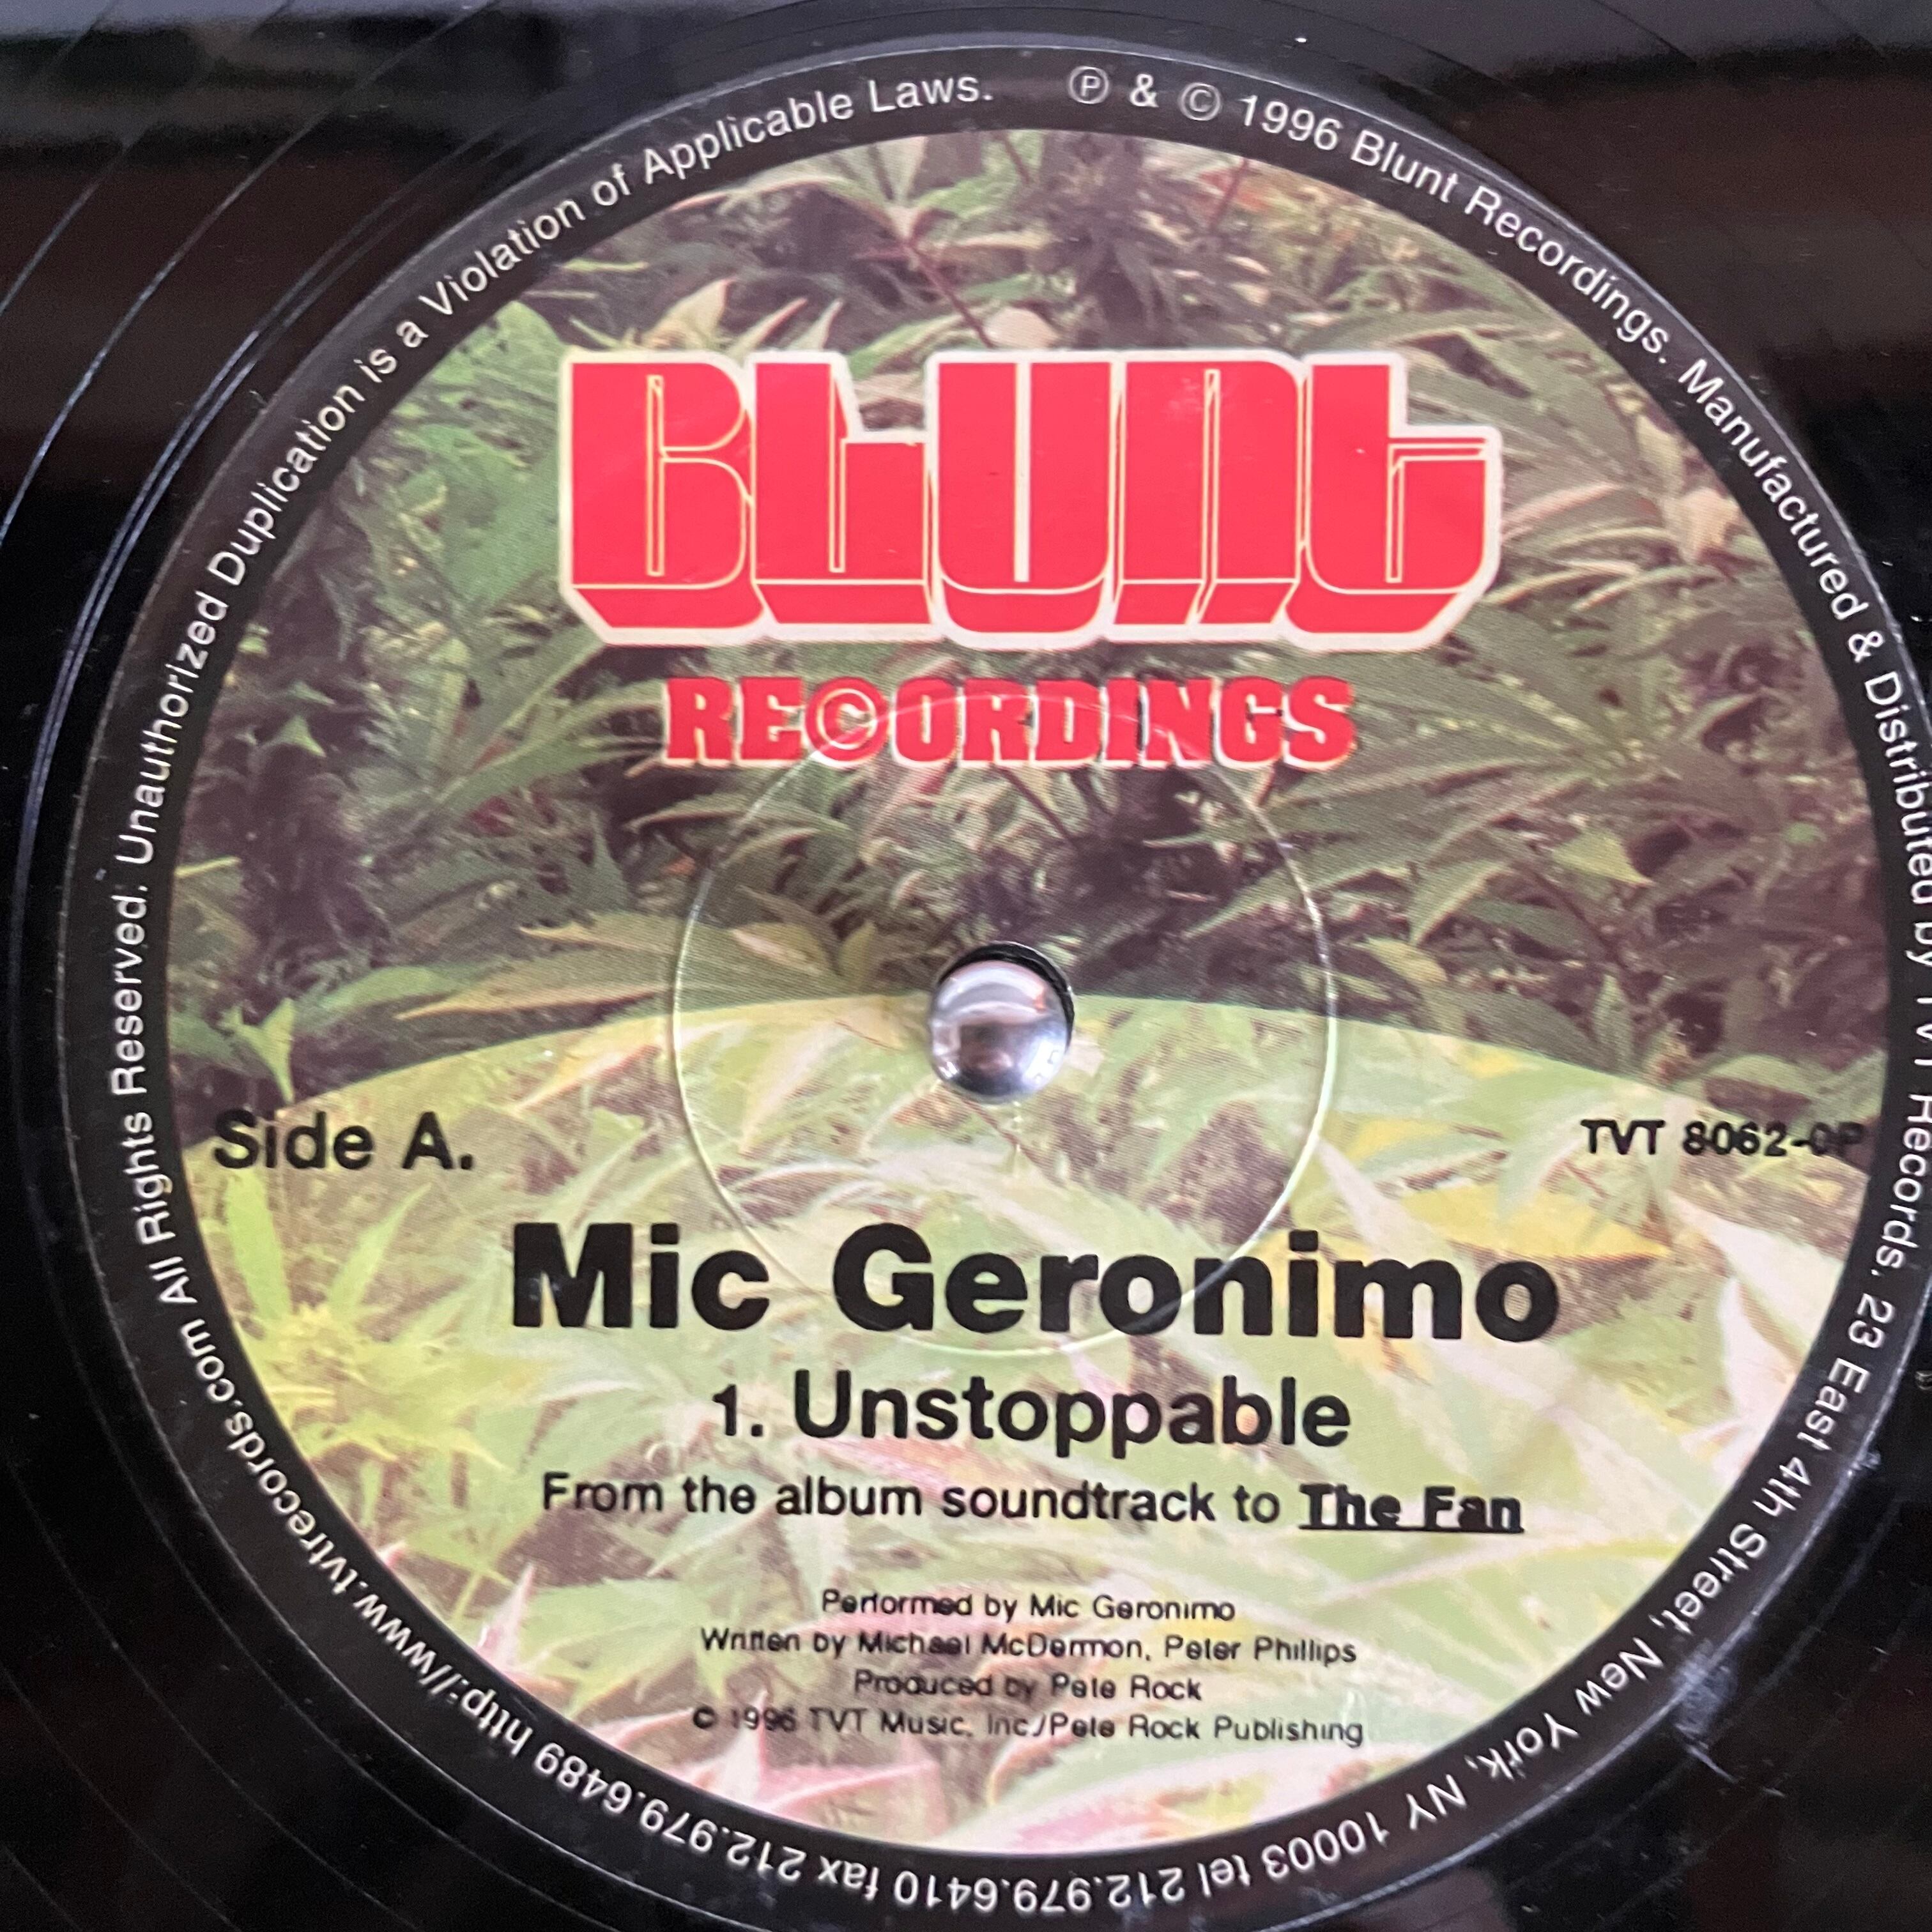 Ⓟ & © 1996 Blunt Recordings. Manufactured & Distributed by TVT Records. 23 East 4th Street, New York, NY 10003 tel 212.979.6410 fax 212.979.6489 http://www.tvtrecords.com All Rights Reserved. Unauthorized Duplication is a Violation of Applicable Laws.
BLUNT
RE©ORDINGS
Side A.
TVT 8062-0P
Mic Geronimo
1. Unstoppable
From the album soundtrack to The Fan
Performed by Mic Geronimo
Written by Michael McDermon, Peter Phillips
Produced by Pete Rock
© 1996 TVT Music, Inc./Pete Rock Publishing